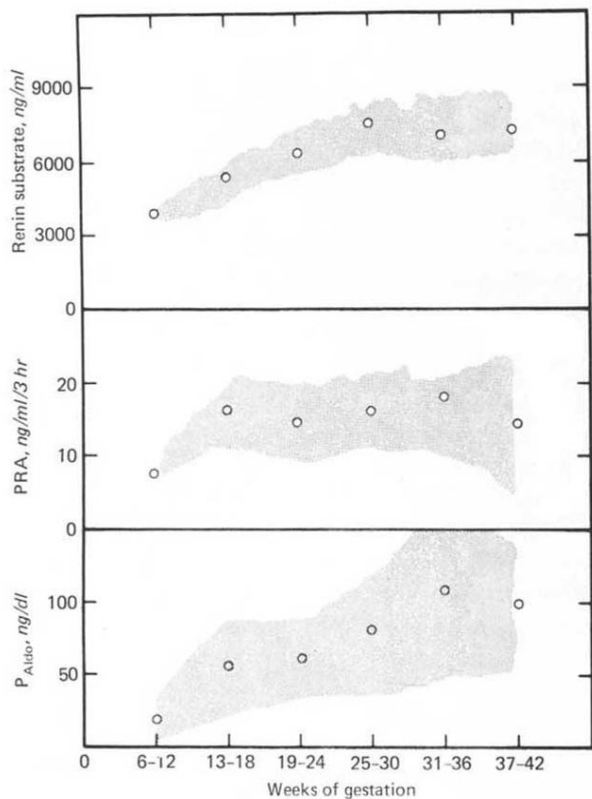 Renin substrate, ng/ml
9000
6000
3000
0
PRA, ng/ml/3 hr
20
10
0
P Aldo, ng/dl
100
50
0 6-12 13-18 19-24 25-30 31-36 37-42
Weeks of gestation